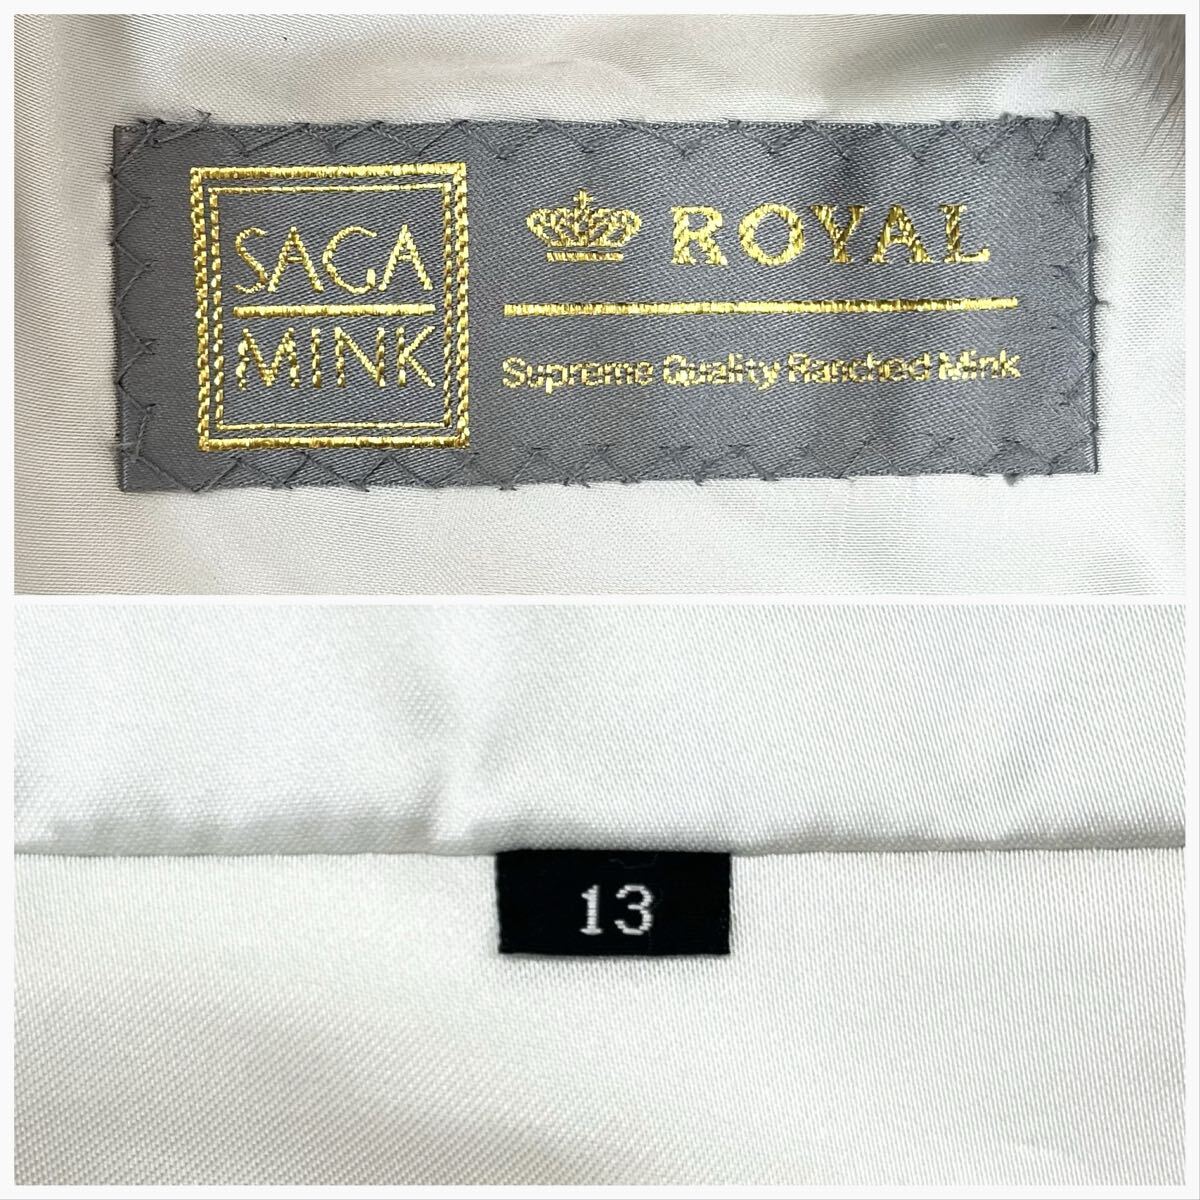 SAGA
MINK
ROYAL
Supreme Quality Ranched Mink
13